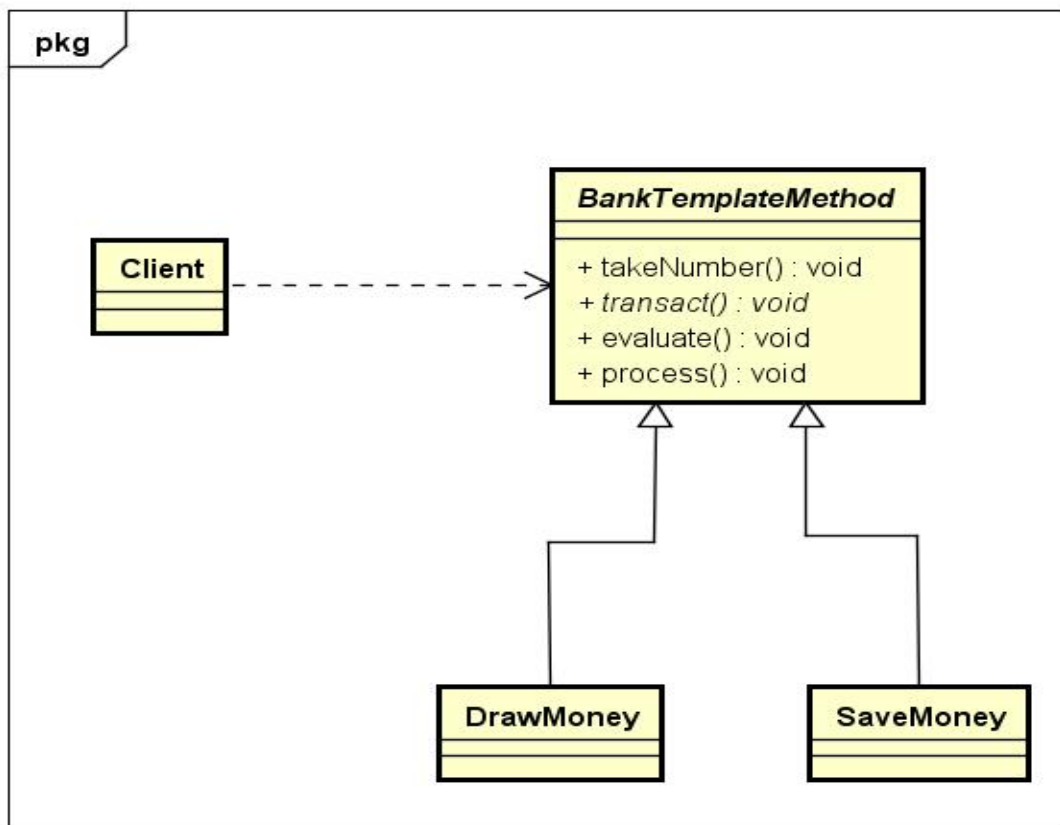 pkg
BankTemplateMethod
Client
+ takeNumber() : void
+ transact() : void
+ evaluate() : void
+ process() : void
DrawMoney
SaveMoney